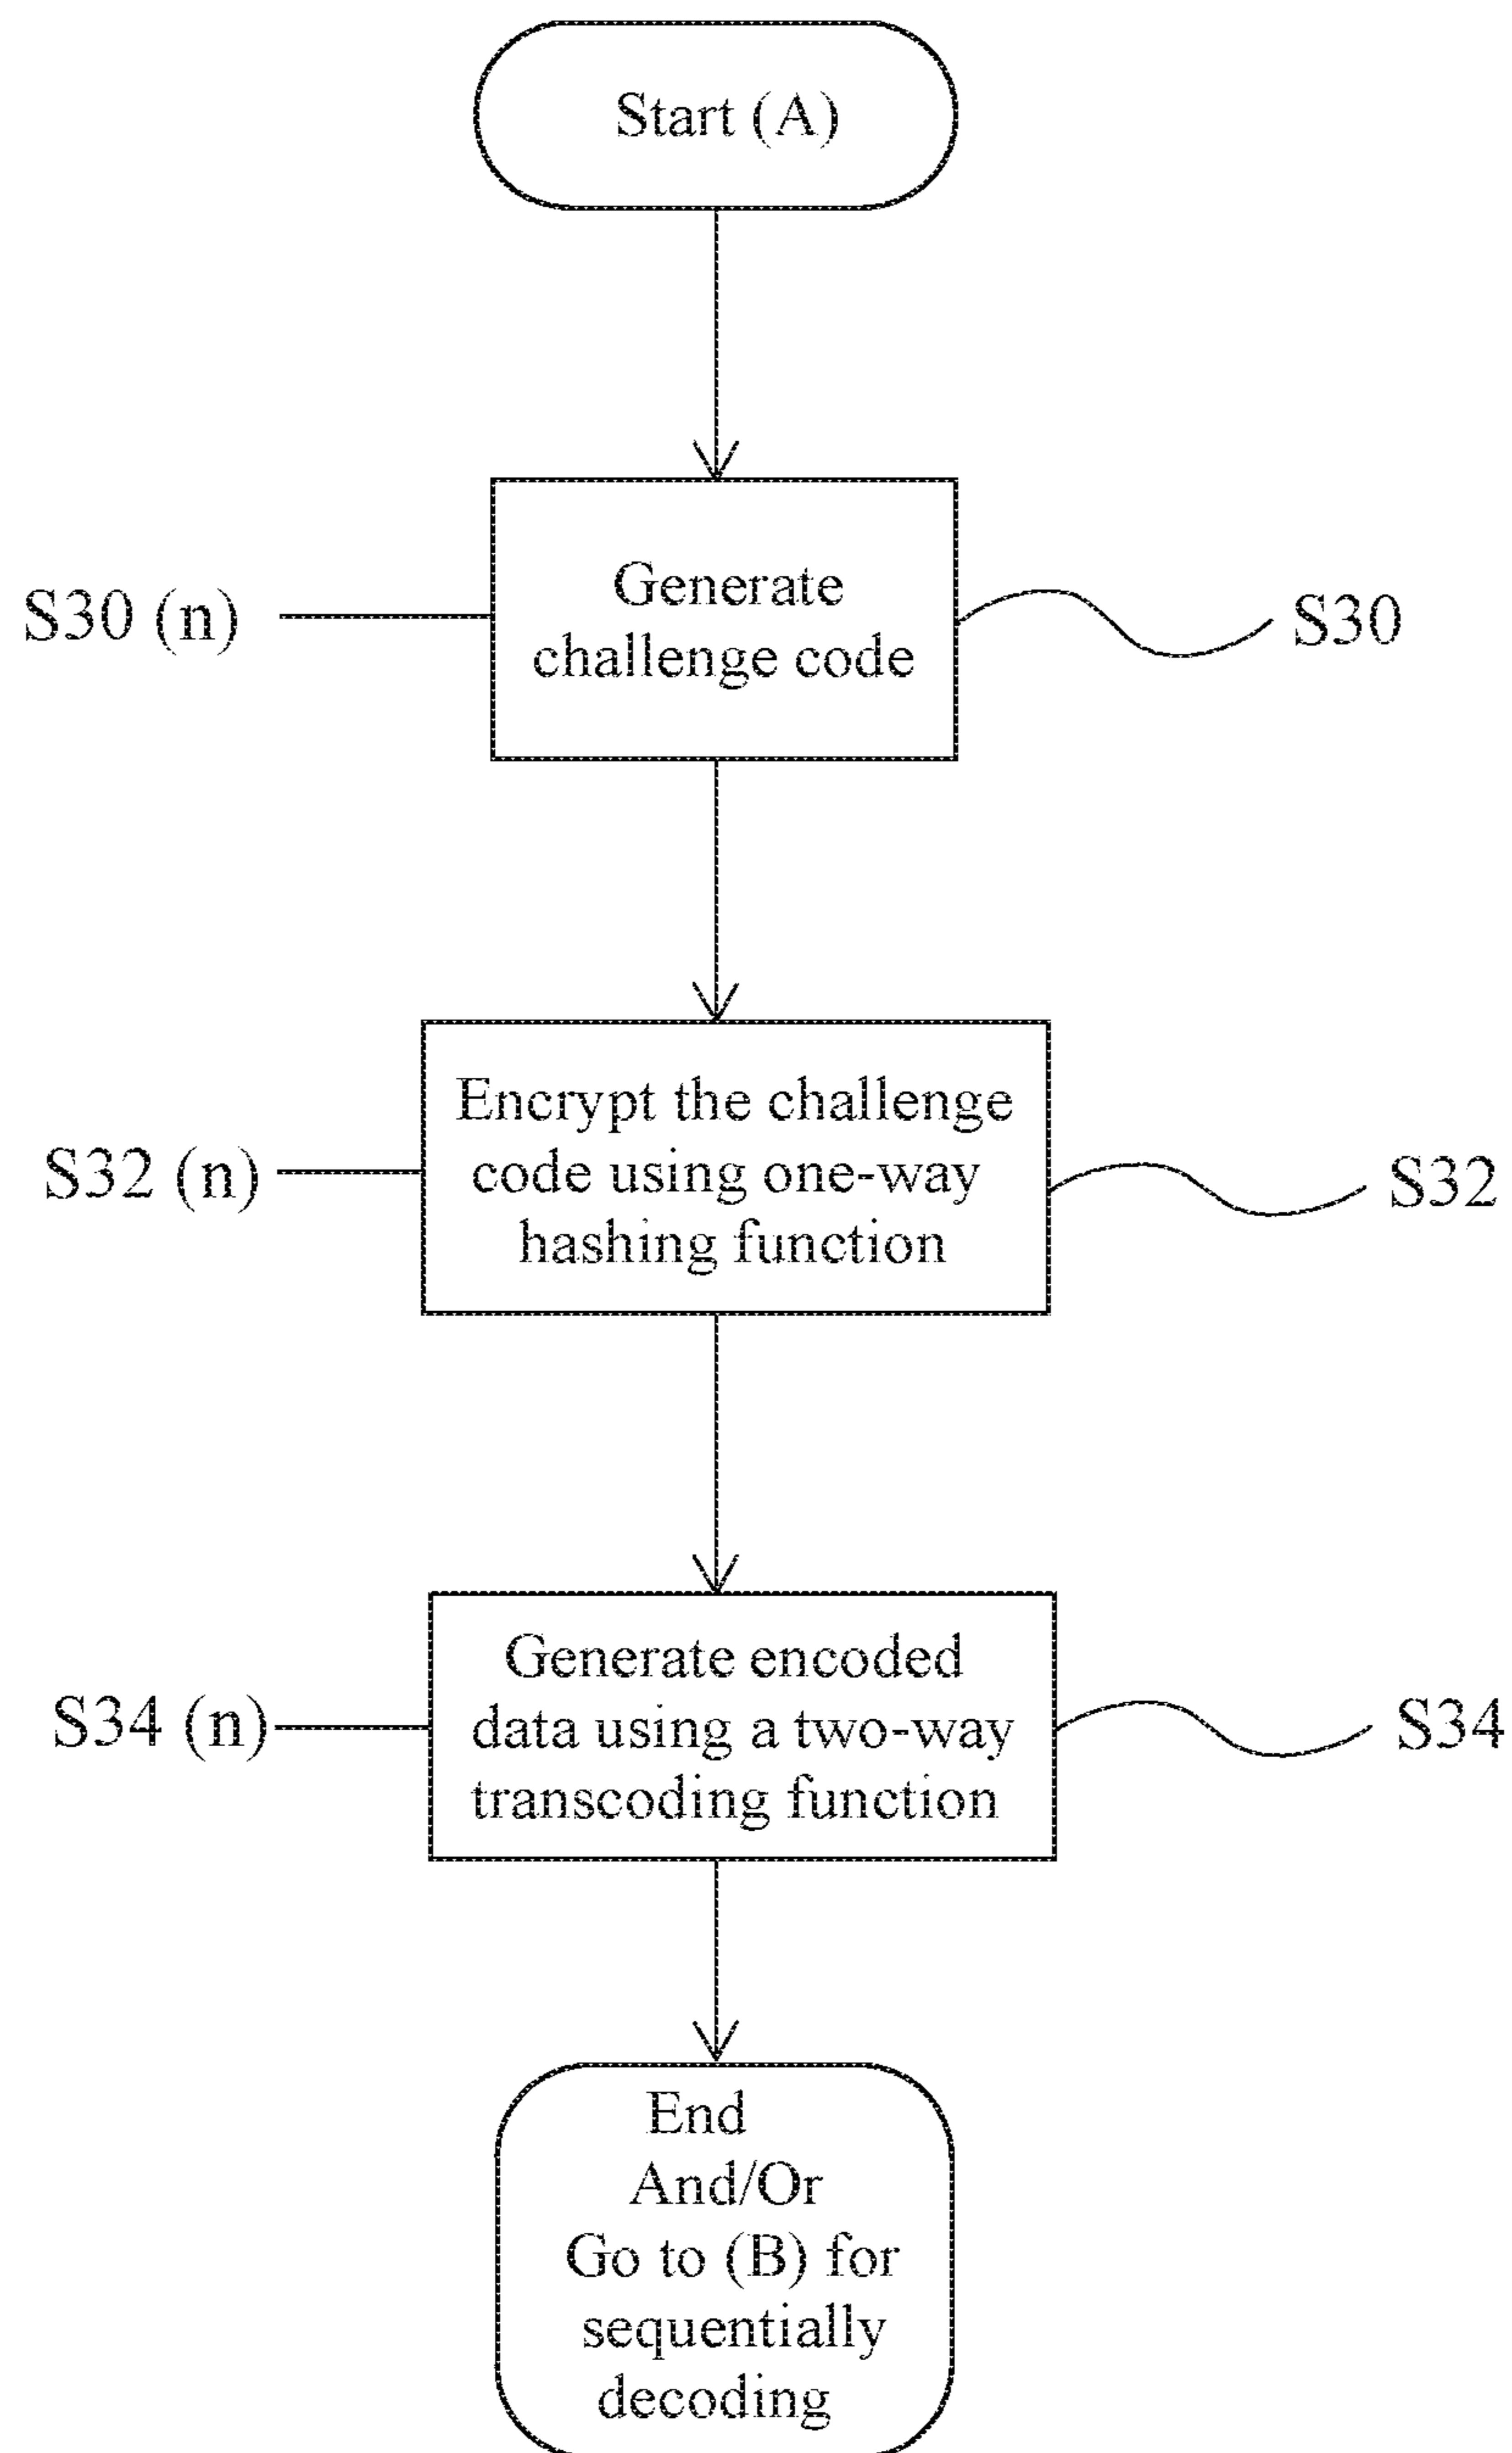 Start (A)
Generate
challenge code
S30 (n)
S30
Encrypt the challenge
code using one-way
hashing function
S32 (n)
S32
Generate encoded
data using a two-way
transcoding function
S34 (n)
S34
End
And/Or
Go to (B) for
sequentially
decoding